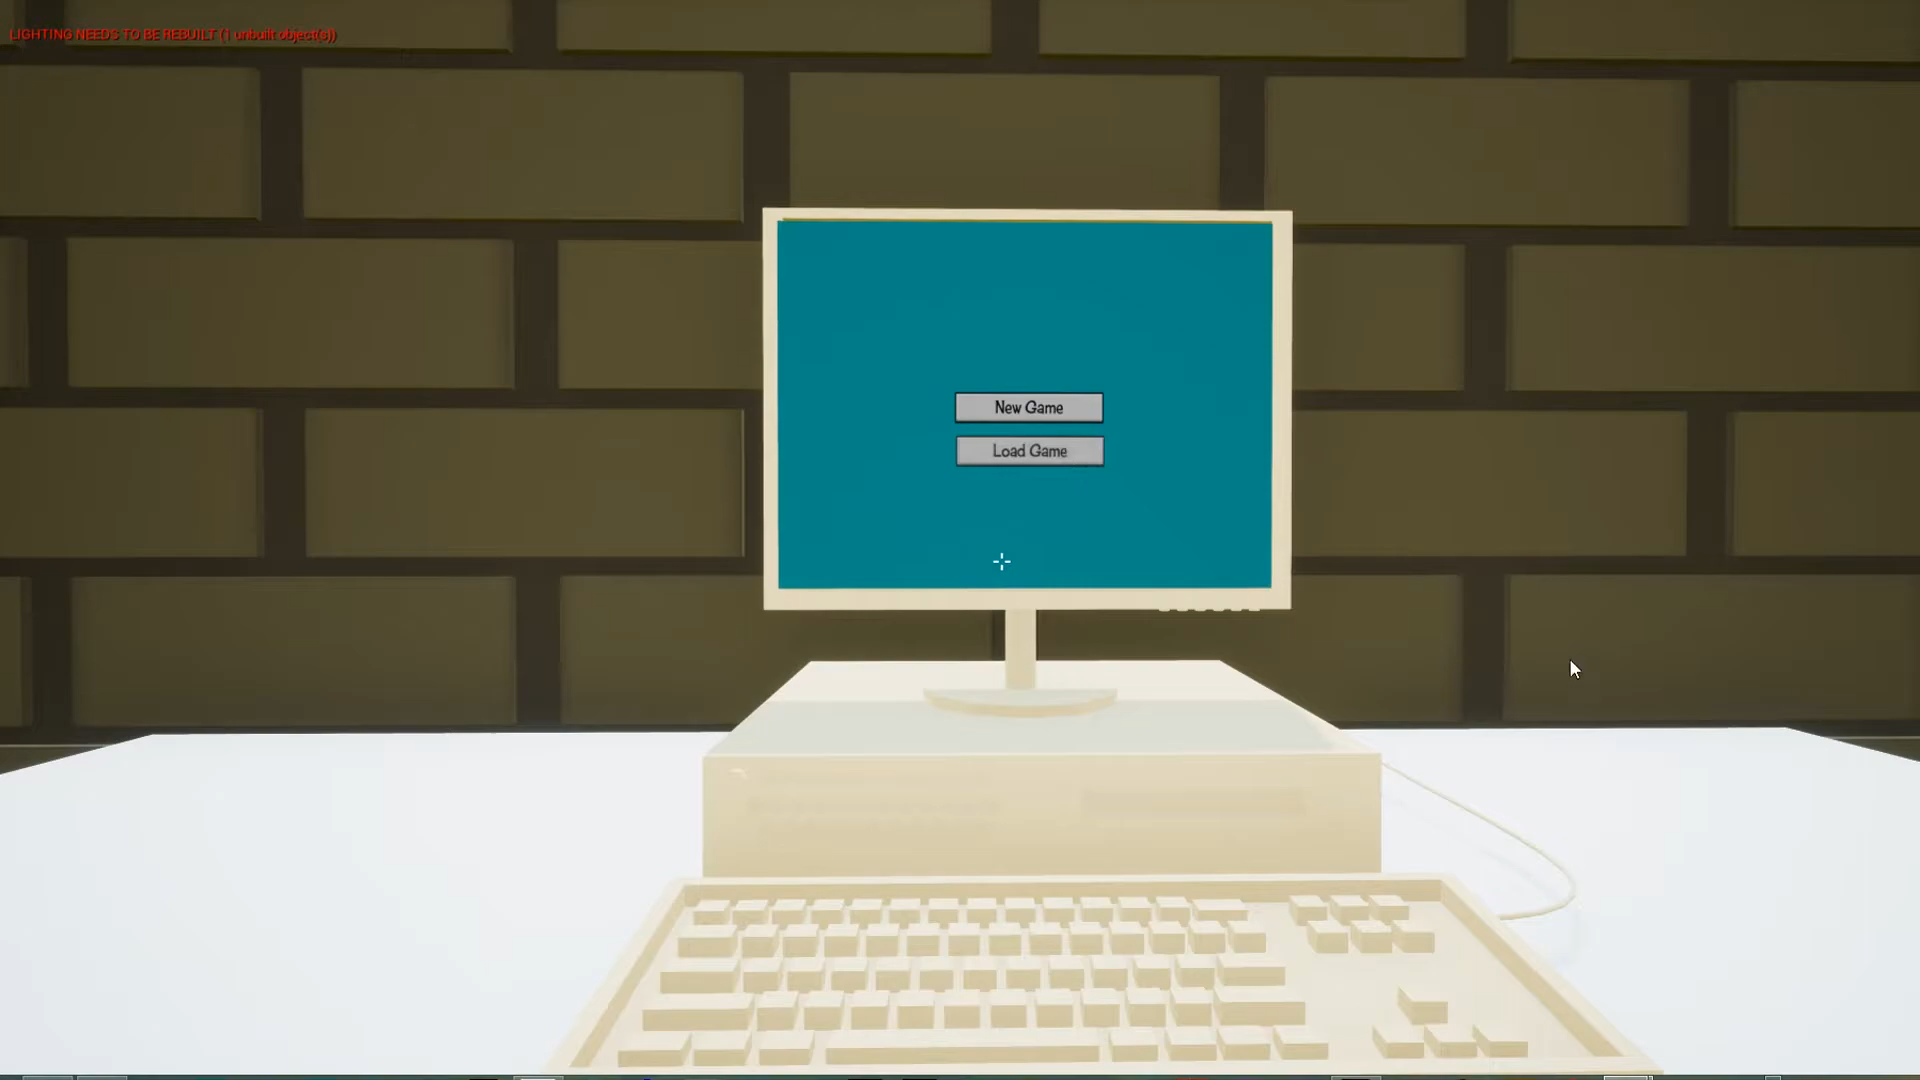 LIGHTING NEEDS TO BE REBUILT (1 unbuilt object(s))
New Game
Load Game